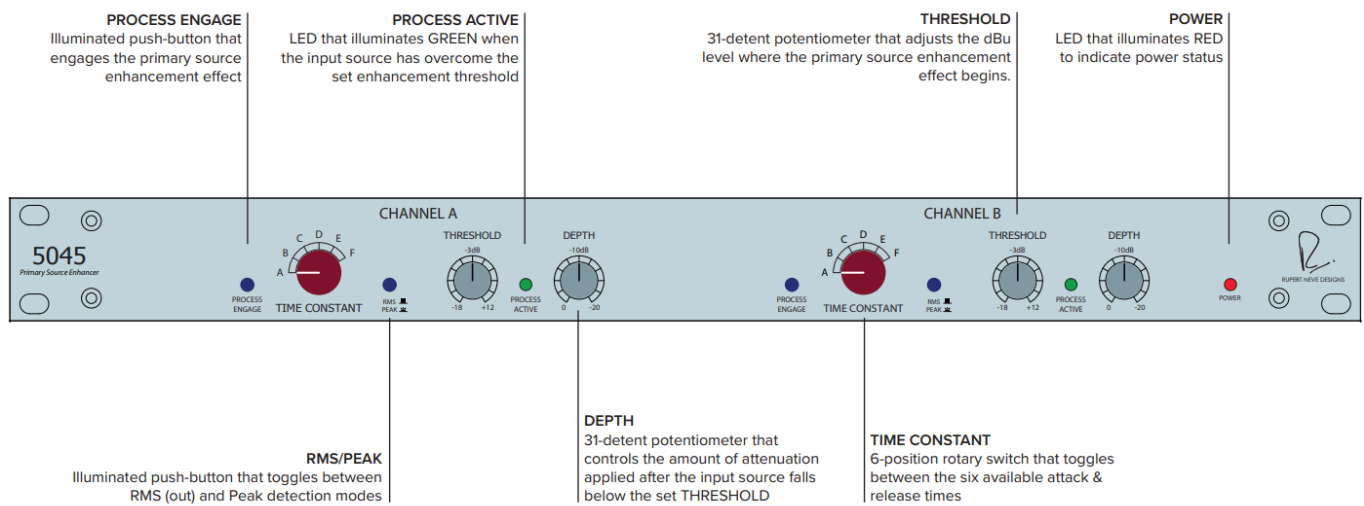 PROCESS ENGAGE
Illuminated push-button that
engages the primary source
enhancement effect
PROCESS ACTIVE
LED that illuminates GREEN when
the input source has overcome the
set enhancement threshold
THRESHOLD
31-detent potentiometer that adjusts the dBu
level where the primary source enhancement
effect begins.
POWER
LED that illuminates RED
to indicate power status
5045
Primary Source Enhancer
CHANNEL A
PROCESS
ENGAGE
A
B
C
D
E
F
TIME CONSTANT
RMS
PEAK
THRESHOLD
-3dB
-18
+12
PROCESS
ACTIVE
DEPTH
-10dB
0
-20
CHANNEL B
PROCESS
ENGAGE
A
B
C
D
E
F
TIME CONSTANT
RMS
PEAK
THRESHOLD
-3dB
-18
+12
PROCESS
ACTIVE
DEPTH
-10dB
0
-20
POWER
R.
RUPERT NEVE DESIGNS
RMS/PEAK
Illuminated push-button that toggles between
RMS (out) and Peak detection modes
DEPTH
31-detent potentiometer that
controls the amount of attenuation
applied after the input source falls
below the set THRESHOLD
TIME CONSTANT
6-position rotary switch that toggles
between the six available attack &
release times